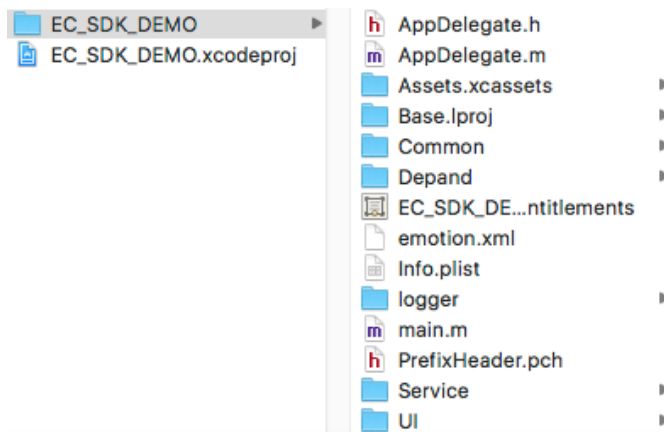 EC_SDK_DEMO
EC_SDK_DEMO.xcodeproj
AppDelegate.h
AppDelegate.m
Assets.xcassets
Base.lproj
Common
Depand
EC_SDK_DE...ntitlements
emotion.xml
Info.plist
logger
main.m
PrefixHeader.pch
Service
UI